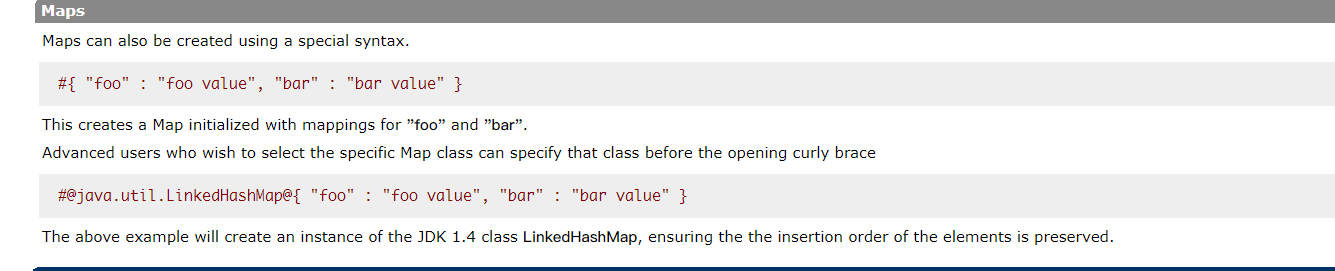 Maps
Maps can also be created using a special syntax.
#{ "foo" : "foo value", "bar" : "bar value" }
This creates a Map initialized with mappings for ”foo” and ”bar”.
Advanced users who wish to select the specific Map class can specify that class before the opening curly brace
#@java.util.LinkedHashMap@{ "foo" : "foo value", "bar" : "bar value" }
The above example will create an instance of the JDK 1.4 class LinkedHashMap, ensuring the the insertion order of the elements is preserved.